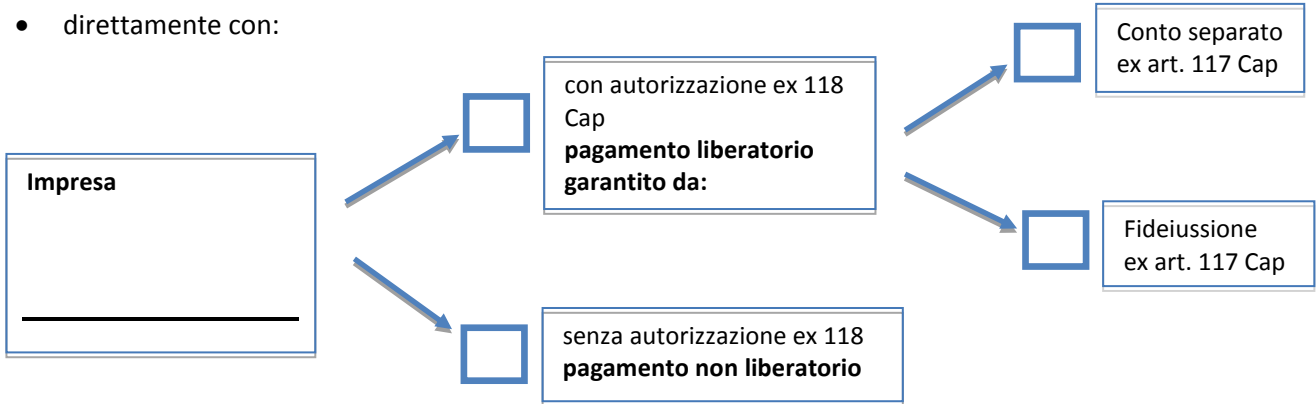 • direttamente con:
Impresa
con autorizzazione ex 118
Cap
pagamento liberatorio
garantito da:
Conto separato
ex art. 117 Cap
Fideiussione
ex art. 117 Cap
senza autorizzazione ex 118
pagamento non liberatorio